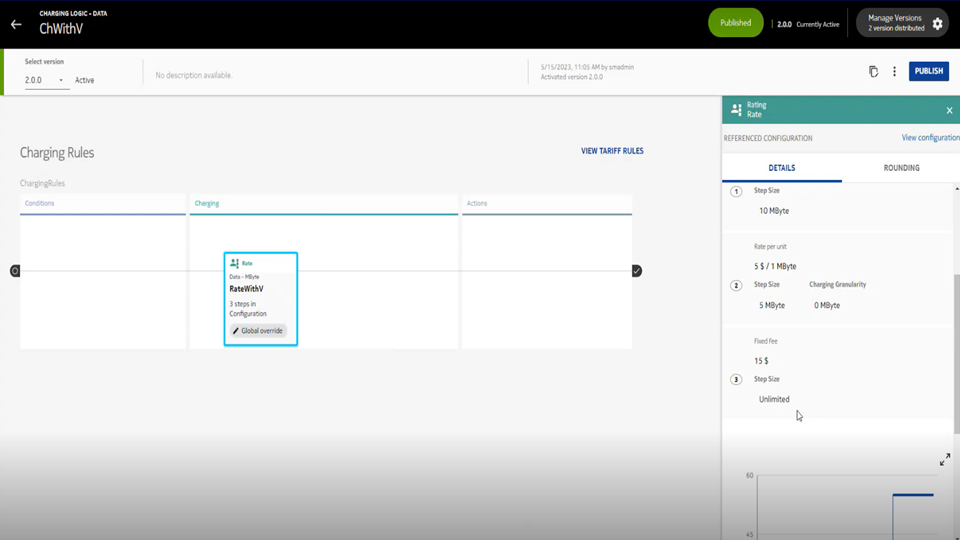 CHARGING LOGIC - DATA
ChWithV
Published
2.0.0 Currently Active
Manage Versions
2 version distributed
Select version
2.0.0
Active
No description available.
5/15/2023, 11:05 AM by smadmin
Activated version 2.0.0
PUBLISH
Charging Rules
VIEW TARIFF RULES
ChargingRules
Conditions
Charging
Actions
Rate
Data - MByte
RateWithV
3 steps in
Configuration
Global override
Rating
Rate
X
REFERENCED CONFIGURATION
View configuration
DETAILS
ROUNDING
1
Step Size
10 MByte
Rate per unit
5 $ / 1 MByte
2
Step Size
Charging Granularity
5 MByte
0 MByte
Fixed Fee
15 $
3
Step Size
Unlimited
60
45